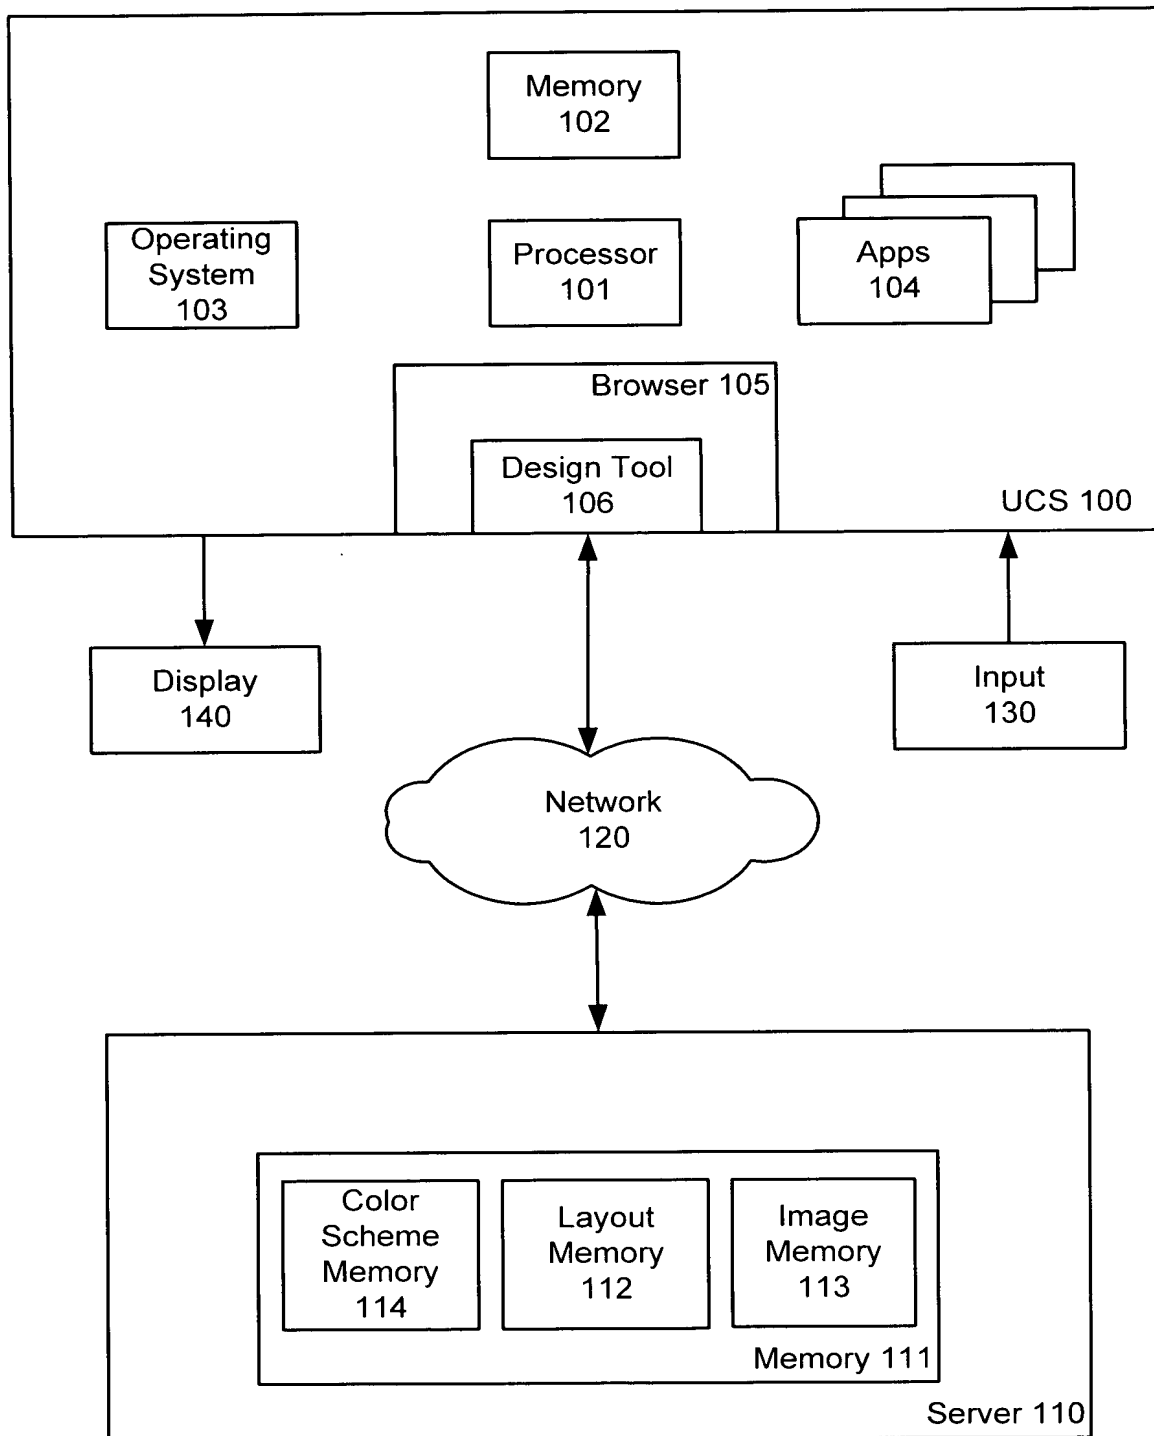 Memory
102
Operating
System
103
Processor
101
Apps
104
Browser 105
Design Tool
106
UCS 100
Display
140
Input
130
Network
120
Color
Scheme
Memory
114
Layout
Memory
112
Image
Memory
113
Memory 111
Server 110